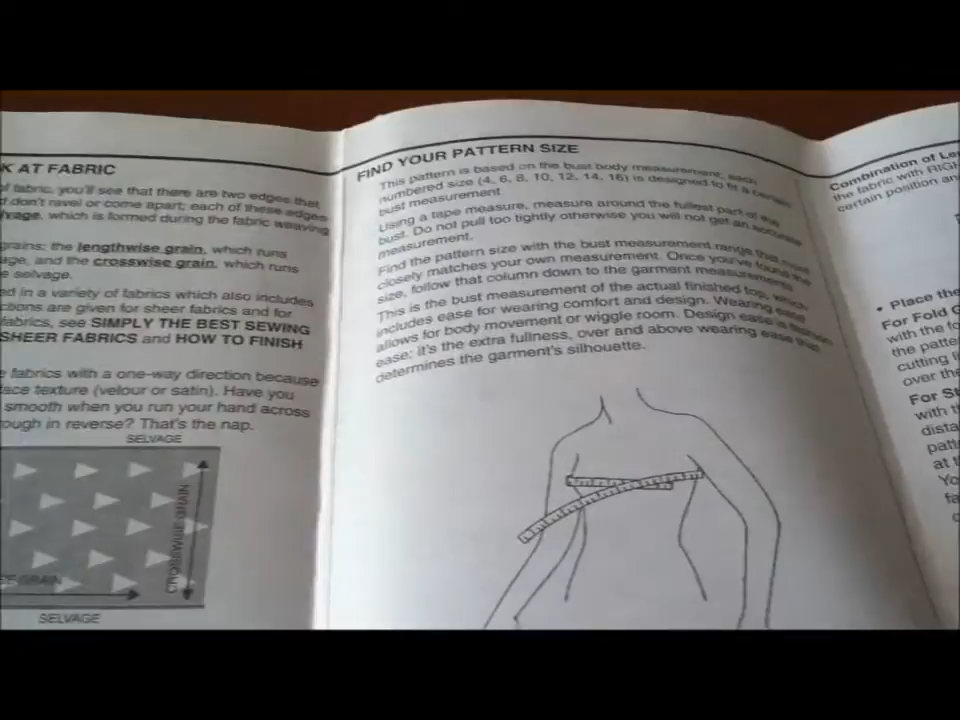 K AT FABRIC
of fabric, you'll see that there are two edges that
d don't ravel or come apart; each of these edges
lvage, which is formed during the fabric weaving
grains: the lengthwise grain, which runs
age, and the crosswise grain, which runs
e selvage.
ed in a variety of fabrics which also includes
ctions are given for sheer fabrics and for
fabrics, see SIMPLY THE BEST SEWING
SHEER FABRICS and HOW TO FINISH
e fabrics with a one-way direction because
face texture (velour or satin). Have you
smooth when you run your hand across
ough in reverse? That's the nap.
SELVAGE
CROSSWISE GRAIN
E GRAIN
SELVAGE
FIND YOUR PATTERN SIZE
This pattern is based on the bust body measurement; each
numbered size (4, 6, 8, 10, 12, 14, 16) is designed to fit a certain
bust measurement
Using a tape measure, measure around the fullest part of the
bust. Do not pull too tightly otherwise you will not get an accurate
measurement.
Find the pattern size with the bust measurement range that most
closely matches your own measurement. Once you've found the
size, follow that column down to the garment measurements
This is the bust measurement of the actual finished top, which
includes ease for wearing comfort and design. Wearing ease
allows for body movement or wiggle room. Design ease is fashion
ease; it's the extra fullness, over and above wearing ease that
determines the garment's silhouette.
Combination of Le
the fabric with RIG
certain position an
• Place the
For Fold G
with the fo
the patte
cutting li
over the
For St
with t
dista
patt
at t
Yo
fa